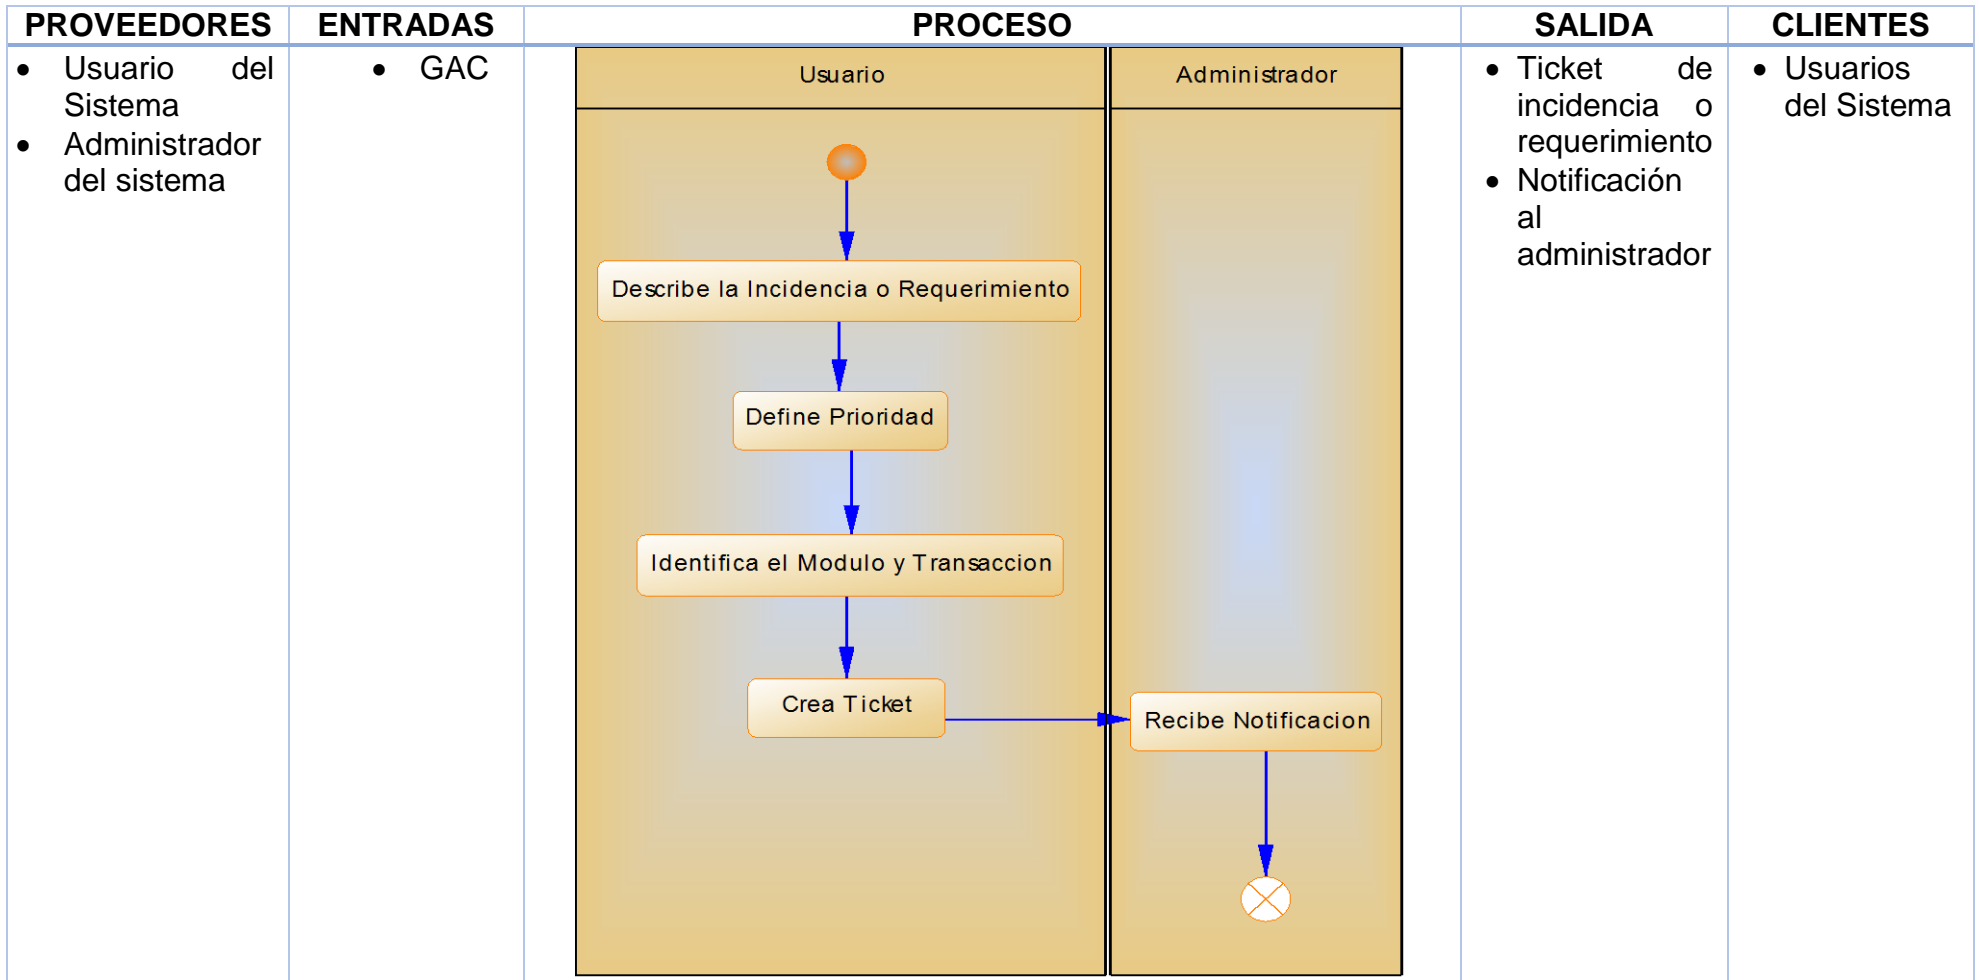 PROVEEDORES ENTRADAS PROCESO SALIDA CLIENTES
• Usuario del
Sistema
• Administrador
del sistema
• GAC
Usuario
Administrador
Describe la Incidencia o Requerimiento
Define Prioridad
Identifica el Modulo y Transaccion
Crea Ticket
Recibe Notificacion
• Ticket de
incidencia o
requerimiento
• Notificación
al
administrador
• Usuarios
del Sistema